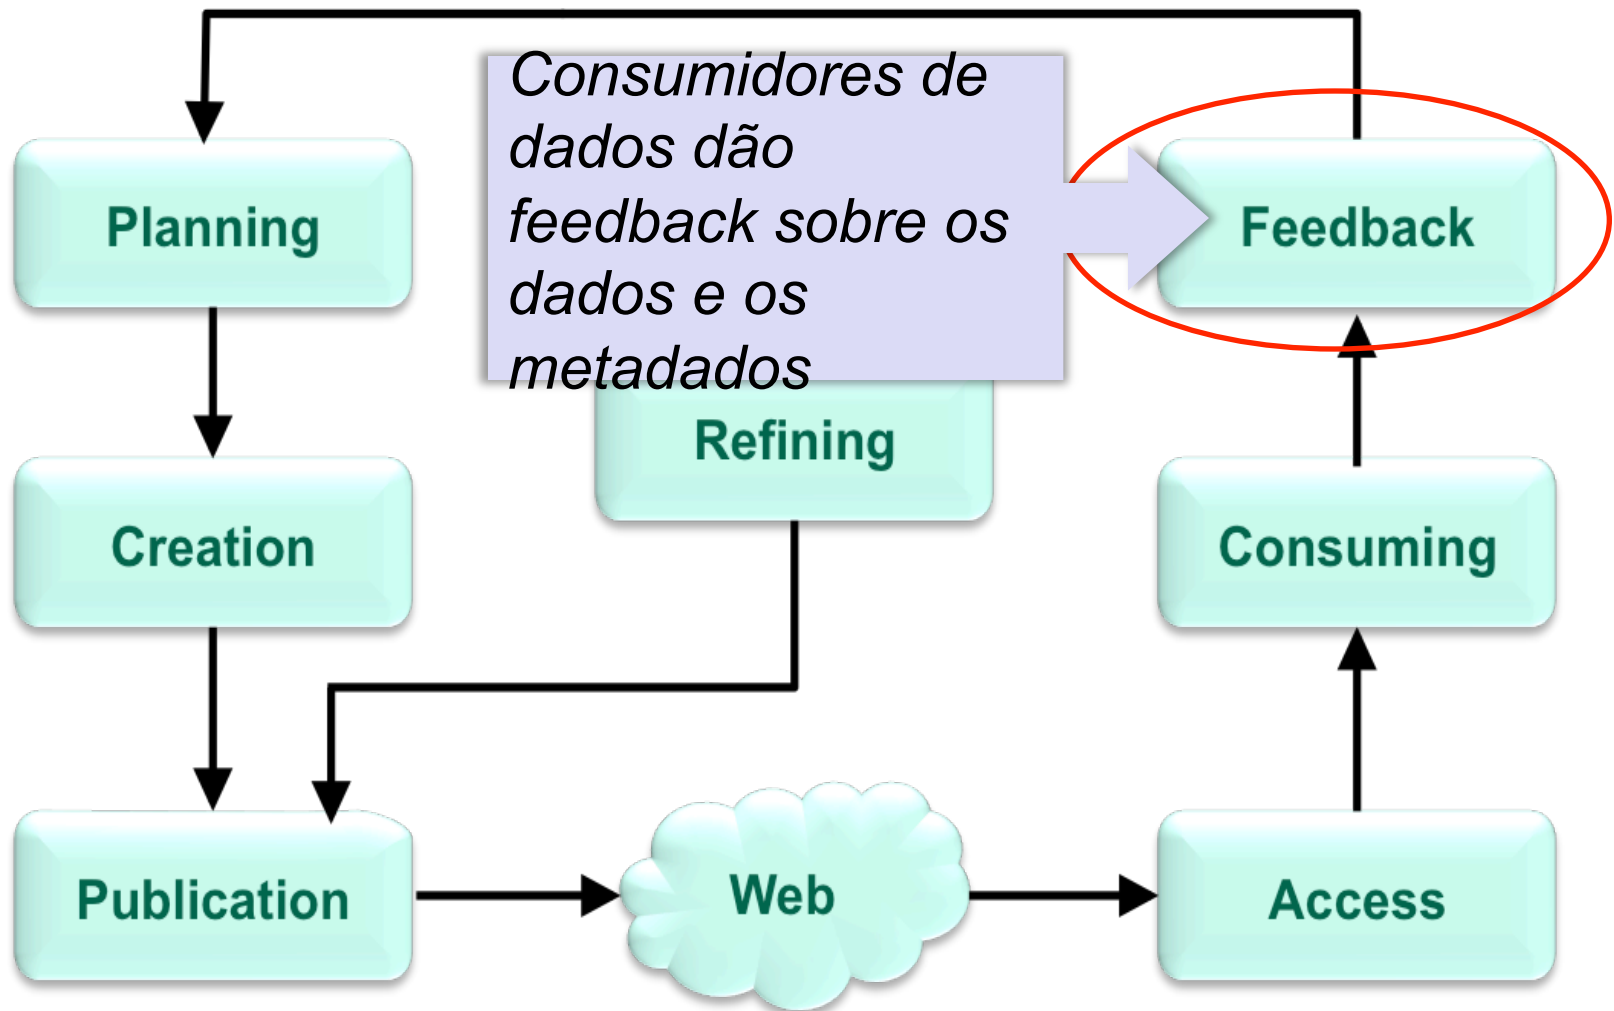 Consumidores de
dados dão
feedback sobre os
dados e os
metadados
Planning
Feedback
Refining
Creation
Consuming
Publication
Web
Access